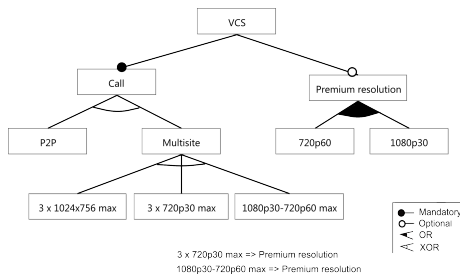 VCS
Call
Premium resolution
P2P
Multisite
720p60
1080p30
3 x 1024x756 max
3 x 720p30 max
1080p30-720p60 max
Mandatory
Optional
OR
XOR
3 x 720p30 max => Premium resolution
1080p30-720p60 max => Premium resolution